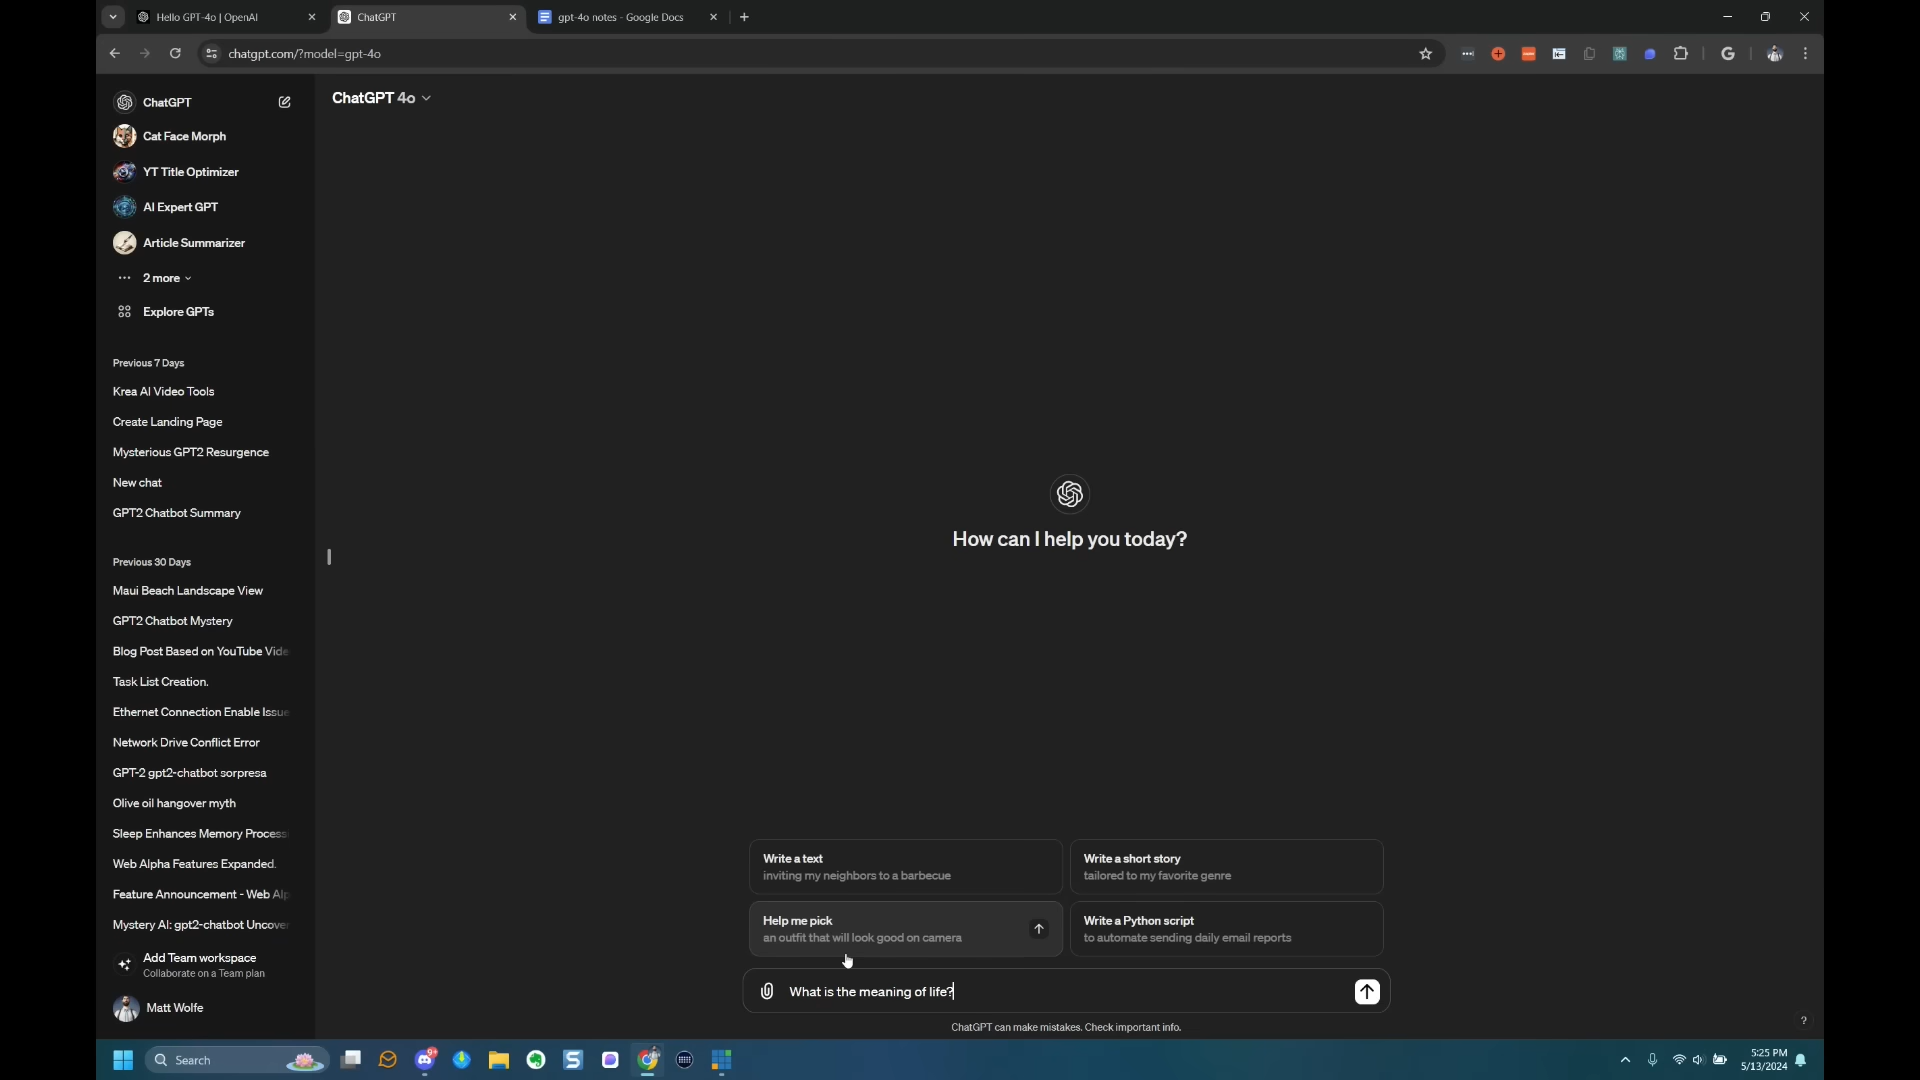 Hello GPT-4o | OpenAI
ChatGPT
gpt-4o notes - Google Docs
chatgpt.com/?model=gpt-4o
ChatGPT
Cat Face Morph
YT Title Optimizer
AI Expert GPT
Article Summarizer
2 more
Explore GPTs
Previous 7 Days
Krea AI Video Tools
Create Landing Page
Mysterious GPT2 Resurgence
New chat
GPT2 Chatbot Summary
Previous 30 Days
Maui Beach Landscape View
GPT2 Chatbot Mystery
Blog Post Based on YouTube Vide
Task List Creation.
Ethernet Connection Enable Issue
Network Drive Conflict Error
GPT-2 gpt2-chatbot sorpresa
Olive oil hangover myth
Sleep Enhances Memory Process
Web Alpha Features Expanded.
Feature Announcement - Web Alp
Mystery AI: gpt2-chatbot Uncover
Add Team workspace
Collaborate on a Team plan
Matt Wolfe
ChatGPT 4o
How can I help you today?
Write a text
inviting my neighbors to a barbecue
Write a short story
tailored to my favorite genre
Help me pick
an outfit that will look good on camera
Write a Python script
to automate sending daily email reports
What is the meaning of life?
ChatGPT can make mistakes. Check important info.
?
Search
5:25 PM
5/13/2024